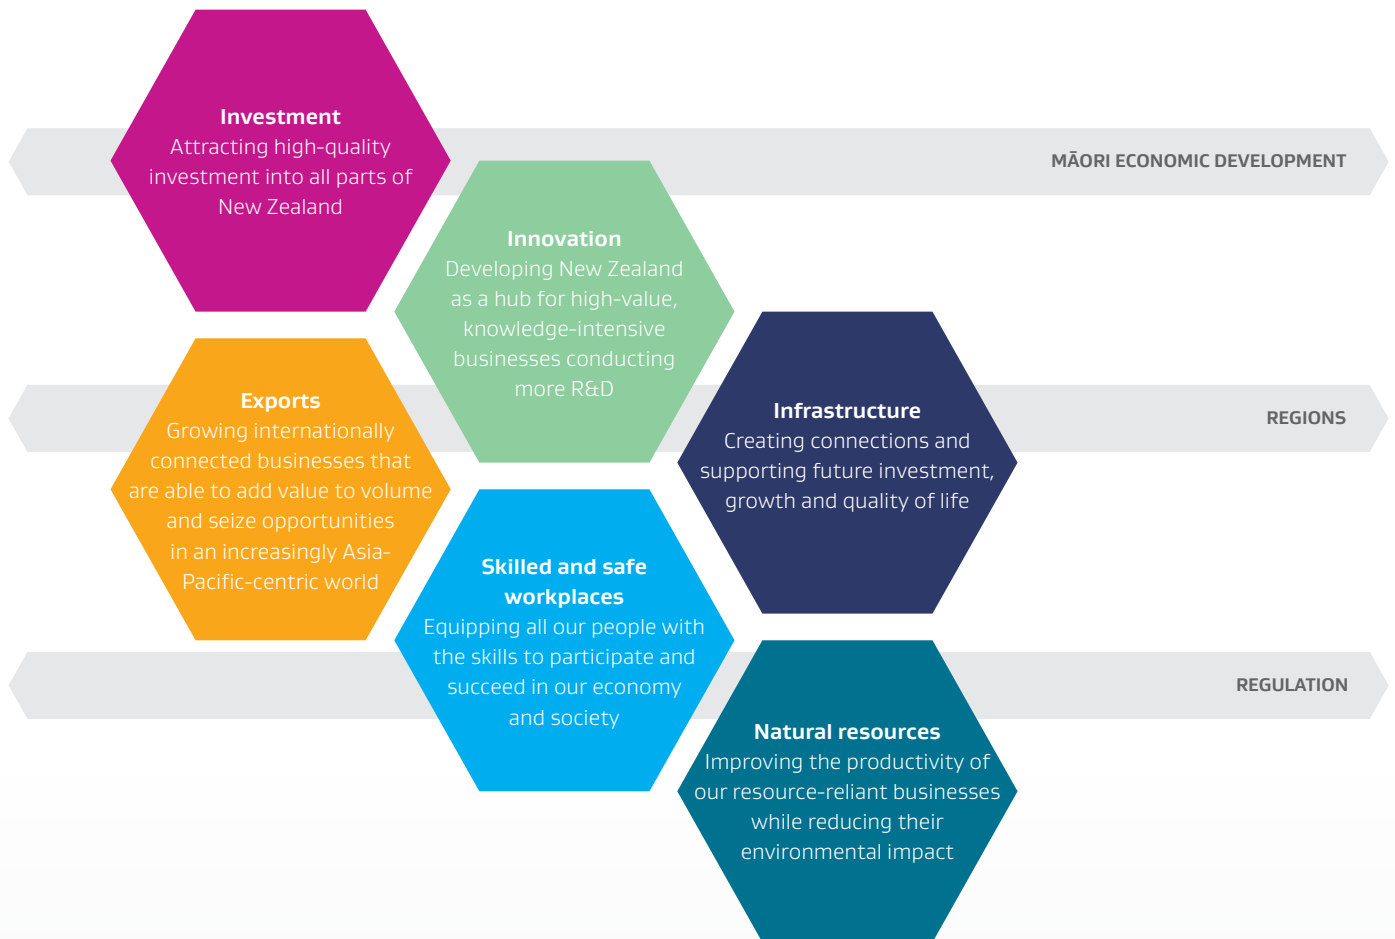 Investment
Attracting high-quality
investment into all parts of
New Zealand
MĀORI ECONOMIC DEVELOPMENT
Innovation
Developing New Zealand
as a hub for high-value,
knowledge-intensive
businesses conducting
more R&D
Exports
Growing internationally
connected businesses that
are able to add value to volume
and seize opportunities
in an increasingly Asia-
Pacific-centric world
Infrastructure
Creating connections and
supporting future investment,
growth and quality of life
REGIONS
Skilled and safe
workplaces
Equipping all our people with
the skills to participate and
succeed in our economy
and society
REGULATION
Natural resources
Improving the productivity of
our resource-reliant businesses
while reducing their
environmental impact